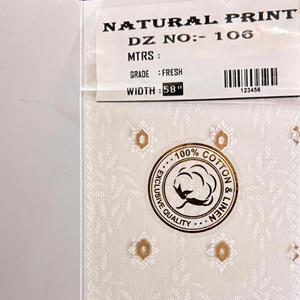 NATURAL PRINT
DZ NO:- 106
MTRS :
GRADE : FRESH
WIDTH : 58"
123456
100% COTTON & LINEN
EXCLUSIVE QUALITY